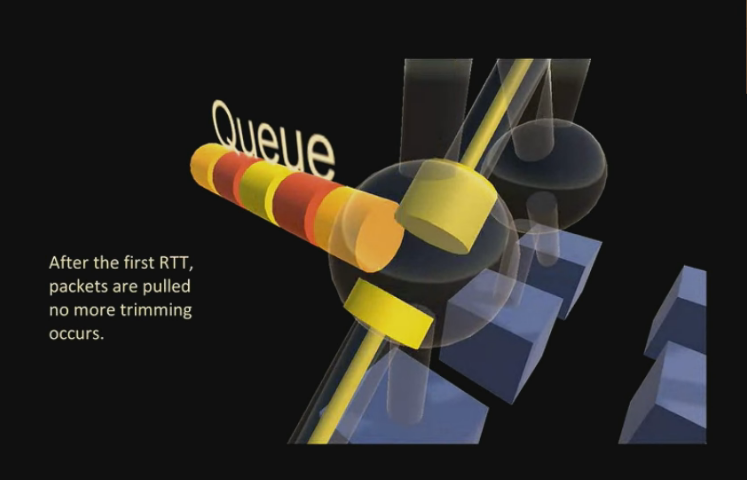 Queue
After the first RTT,
packets are pulled
no more trimming
occurs.